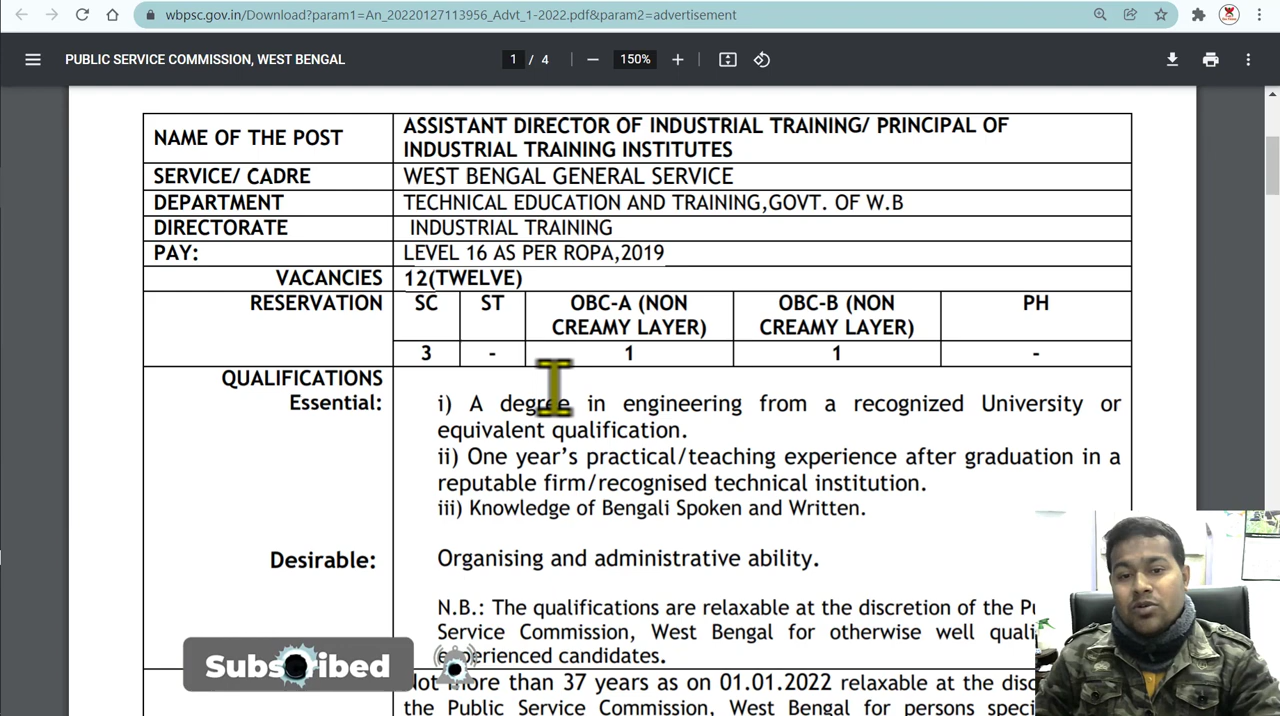 wbpsc.gov.in/Download?param1=An_20220127113956_Advt_1-2022.pdf&param2=advertisement
PUBLIC SERVICE COMMISSION, WEST BENGAL
1 / 4
150%
NAME OF THE POST
ASSISTANT DIRECTOR OF INDUSTRIAL TRAINING/ PRINCIPAL OF
INDUSTRIAL TRAINING INSTITUTES
SERVICE/ CADRE
WEST BENGAL GENERAL SERVICE
DEPARTMENT
TECHNICAL EDUCATION AND TRAINING,GOVT. OF W.B
DIRECTORATE
INDUSTRIAL TRAINING
PAY:
LEVEL 16 AS PER ROPA,2019
VACANCIES
12(TWELVE)
RESERVATION
SC
ST
OBC-A (NON
CREAMY LAYER)
OBC-B (NON
CREAMY LAYER)
PH
3
-
1
1
-
QUALIFICATIONS
Essential:
i) A degree in engineering from a recognized University or
equivalent qualification.
ii) One year's practical/teaching experience after graduation in a
reputable firm/recognised technical institution.
iii) Knowledge of Bengali Spoken and Written.
Desirable:
Organising and administrative ability.
N.B.: The qualifications are relaxable at the discretion of the
Service Commission, West Bengal for otherwise well
experienced candidates.
Not more than 37 years as on 01.01.2022 relaxable at the
the Public Service Commission, West Bengal for persons
Subscribed